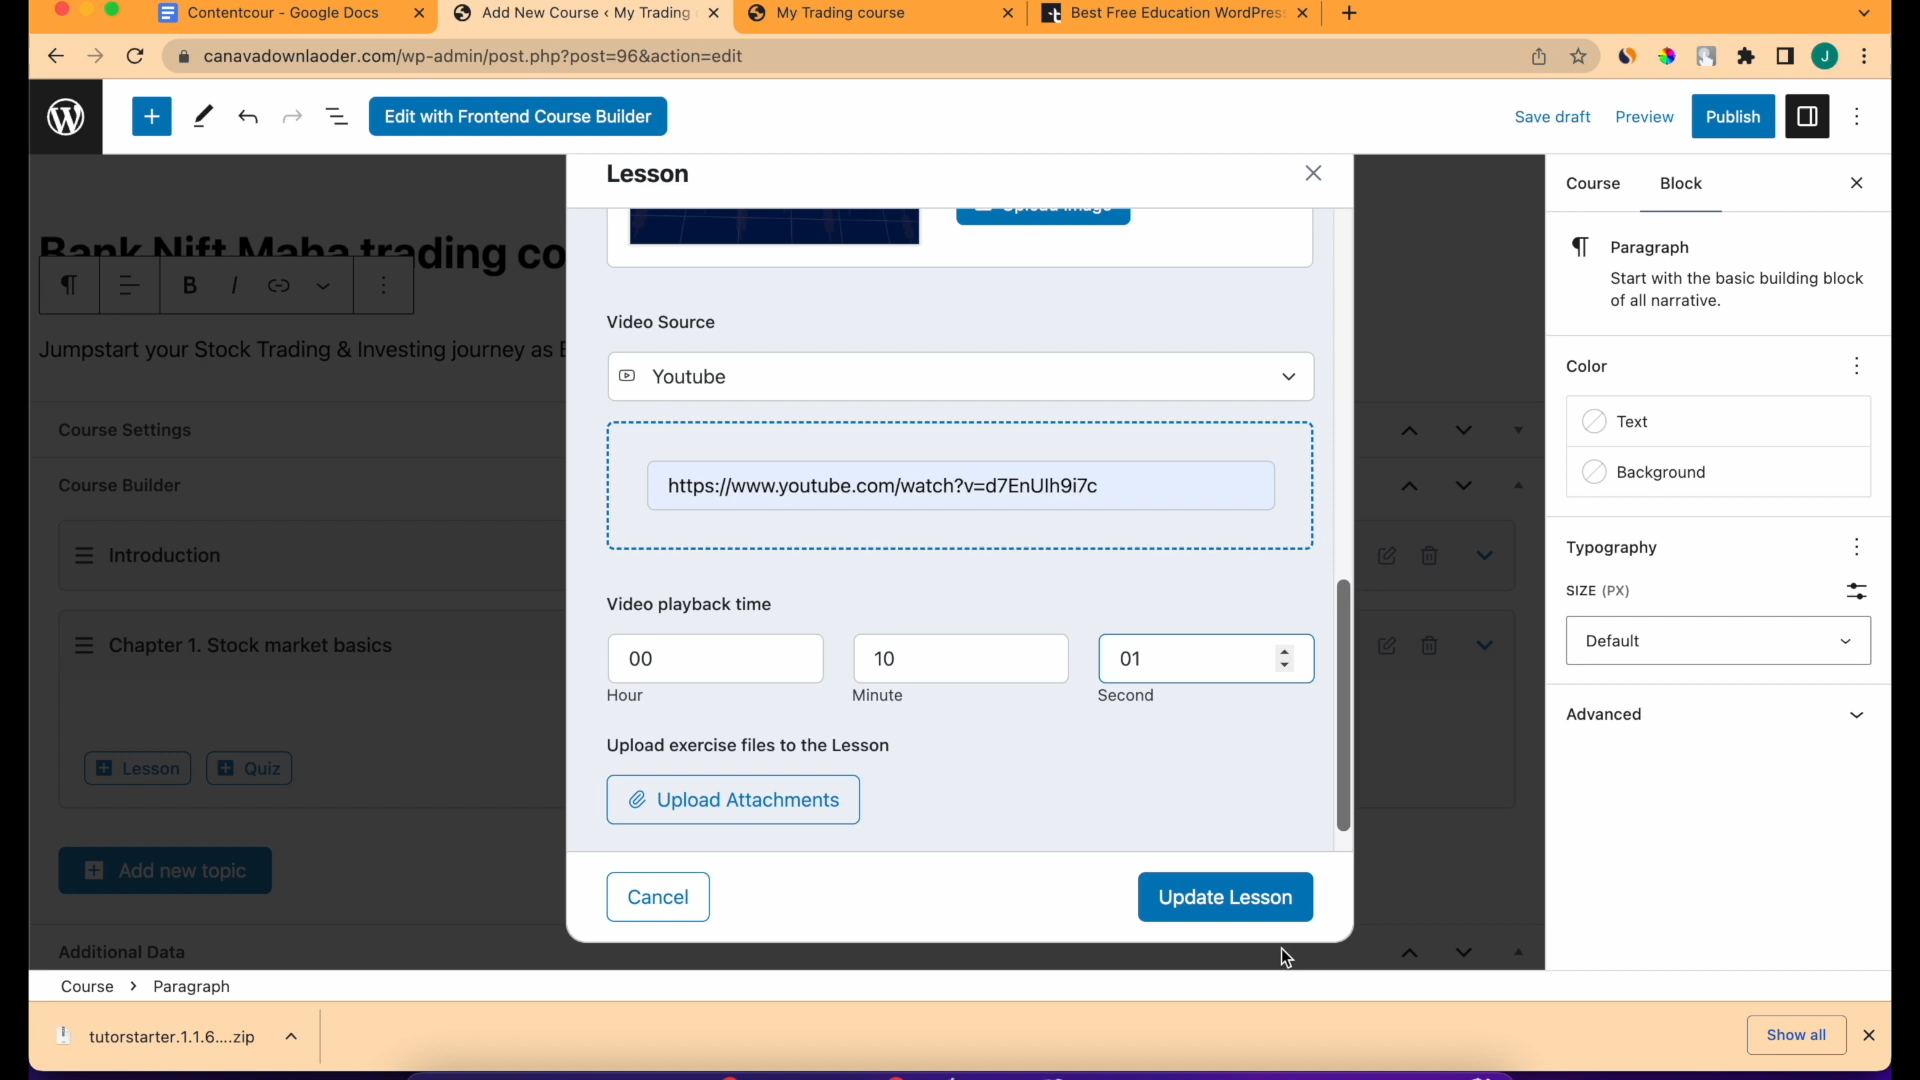 Contentcour - Google Docs
Add New Course ‹ My Trading
My Trading course
Best Free Education WordPres
canavadownlaoder.com/wp-admin/post.php?post=96&action=edit
J
Edit with Frontend Course Builder
Save draft
Preview
Publish
Lesson
Course
Block
Upload Image
Bank Nift Maha trading co
B
I
Paragraph
Start with the basic building block
of all narrative.
Video Source
Jumpstart your Stock Trading & Investing journey as
Youtube
Color
Text
Course Settings
Background
https://www.youtube.com/watch?v=d7EnUlh9i7c
Course Builder
Introduction
Typography
Video playback time
SIZE (PX)
Chapter 1. Stock market basics
00
10
01
Default
Hour
Minute
Second
Advanced
Upload exercise files to the Lesson
Lesson
Quiz
Upload Attachments
Add new topic
Cancel
Update Lesson
Additional Data
Course
Paragraph
tutorstarter.1.1.6....zip
Show all